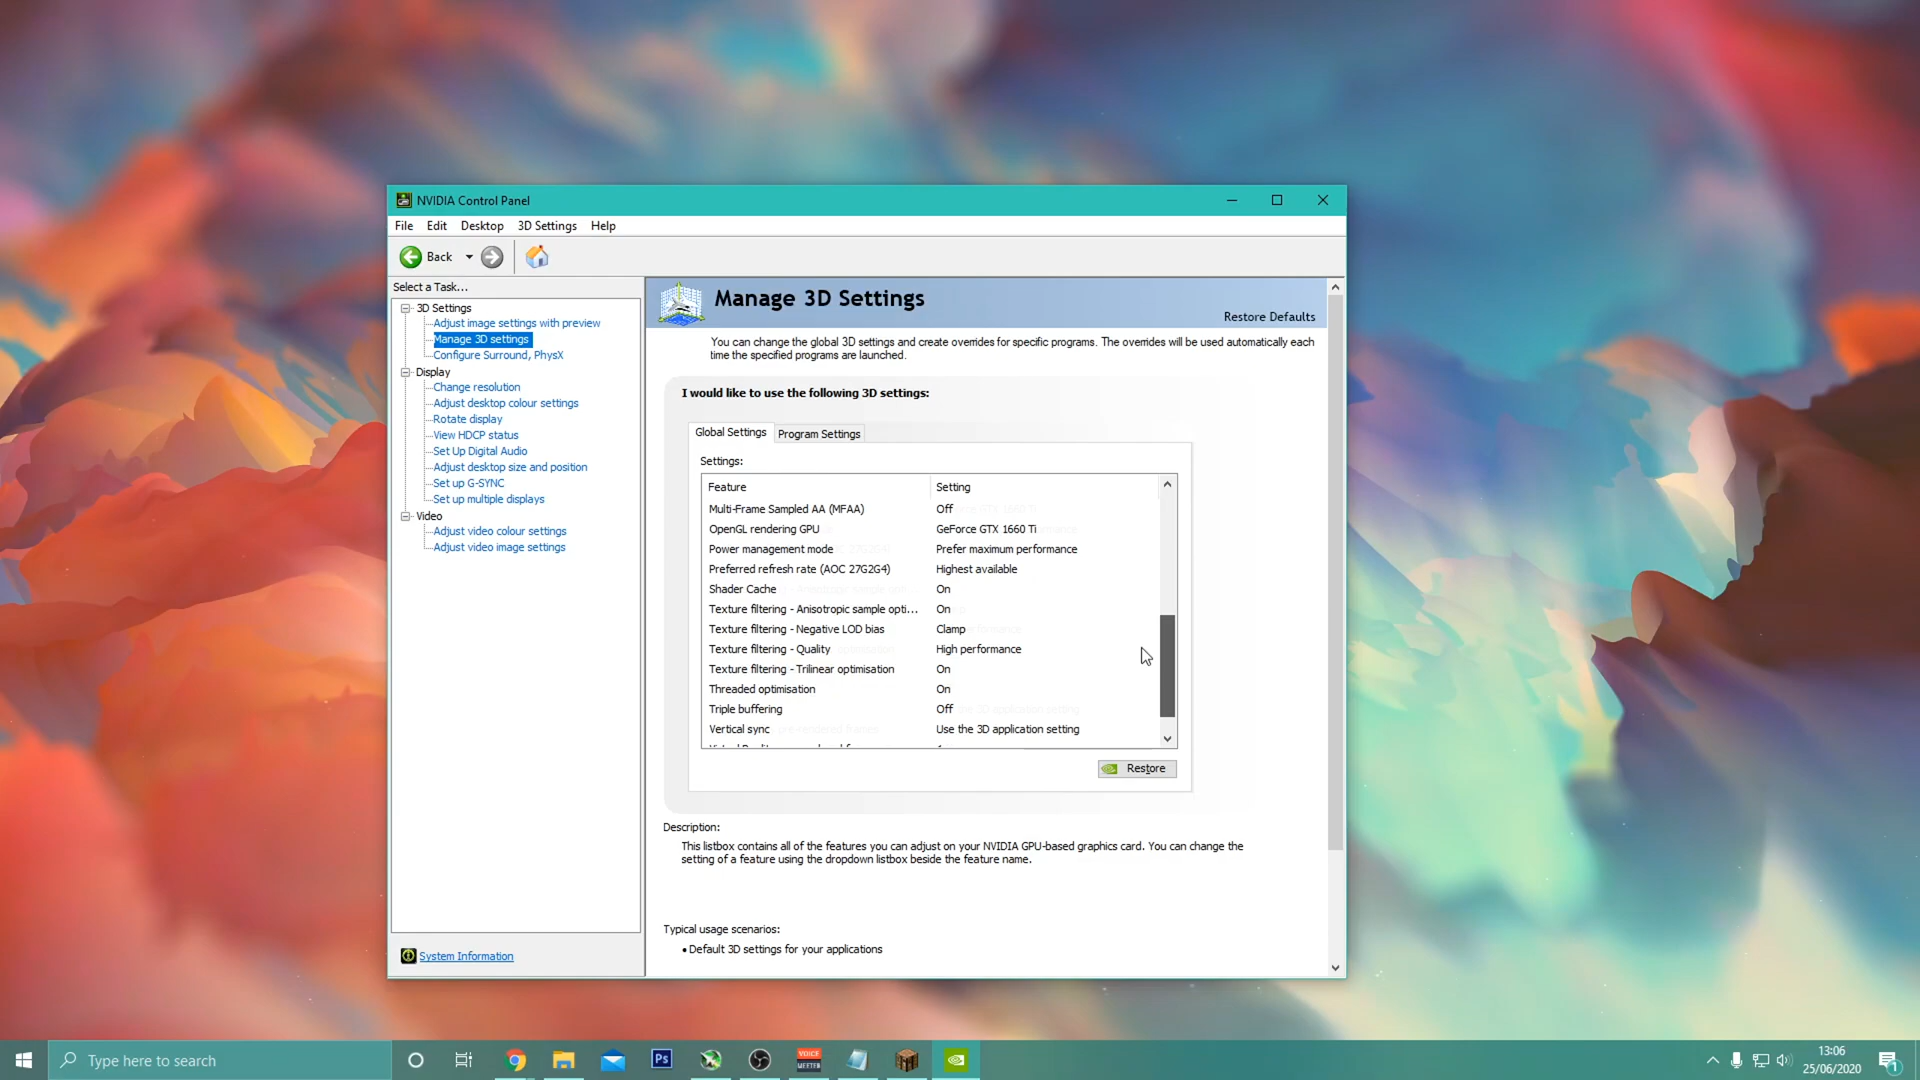 NVIDIA Control Panel
File Edit Desktop 3D Settings Help
Back
Select a Task...
3D Settings
Adjust image settings with preview
Manage 3D settings
Configure Surround, PhysX
Display
Change resolution
Adjust desktop colour settings
Rotate display
View HDCP status
Set Up Digital Audio
Adjust desktop size and position
Set up G-SYNC
Set up multiple displays
Video
Adjust video colour settings
Adjust video image settings
System Information
Manage 3D Settings
Restore Defaults
You can change the global 3D settings and create overrides for specific programs. The overrides will be used automatically each
time the specified programs are launched.
I would like to use the following 3D settings:
Global Settings Program Settings
Settings:
Feature Setting
Multi-Frame Sampled AA (MFAA) Off
OpenGL rendering GPU GeForce GTX 1660 Ti
Power management mode Prefer maximum performance
Preferred refresh rate (AOC 27G2G4) Highest available
Shader Cache On
Texture filtering - Anisotropic sample opti... On
Texture filtering - Negative LOD bias Clamp
Texture filtering - Quality High performance
Texture filtering - Trilinear optimisation On
Threaded optimisation On
Triple buffering Off
Vertical sync Use the 3D application setting
Restore
Description:
This listbox contains all of the features you can adjust on your NVIDIA GPU-based graphics card. You can change the
setting of a feature using the dropdown listbox beside the feature name.
Typical usage scenarios:
• Default 3D settings for your applications
Type here to search
Ps
VOICE
MEETER
13:06
25/06/2020
1